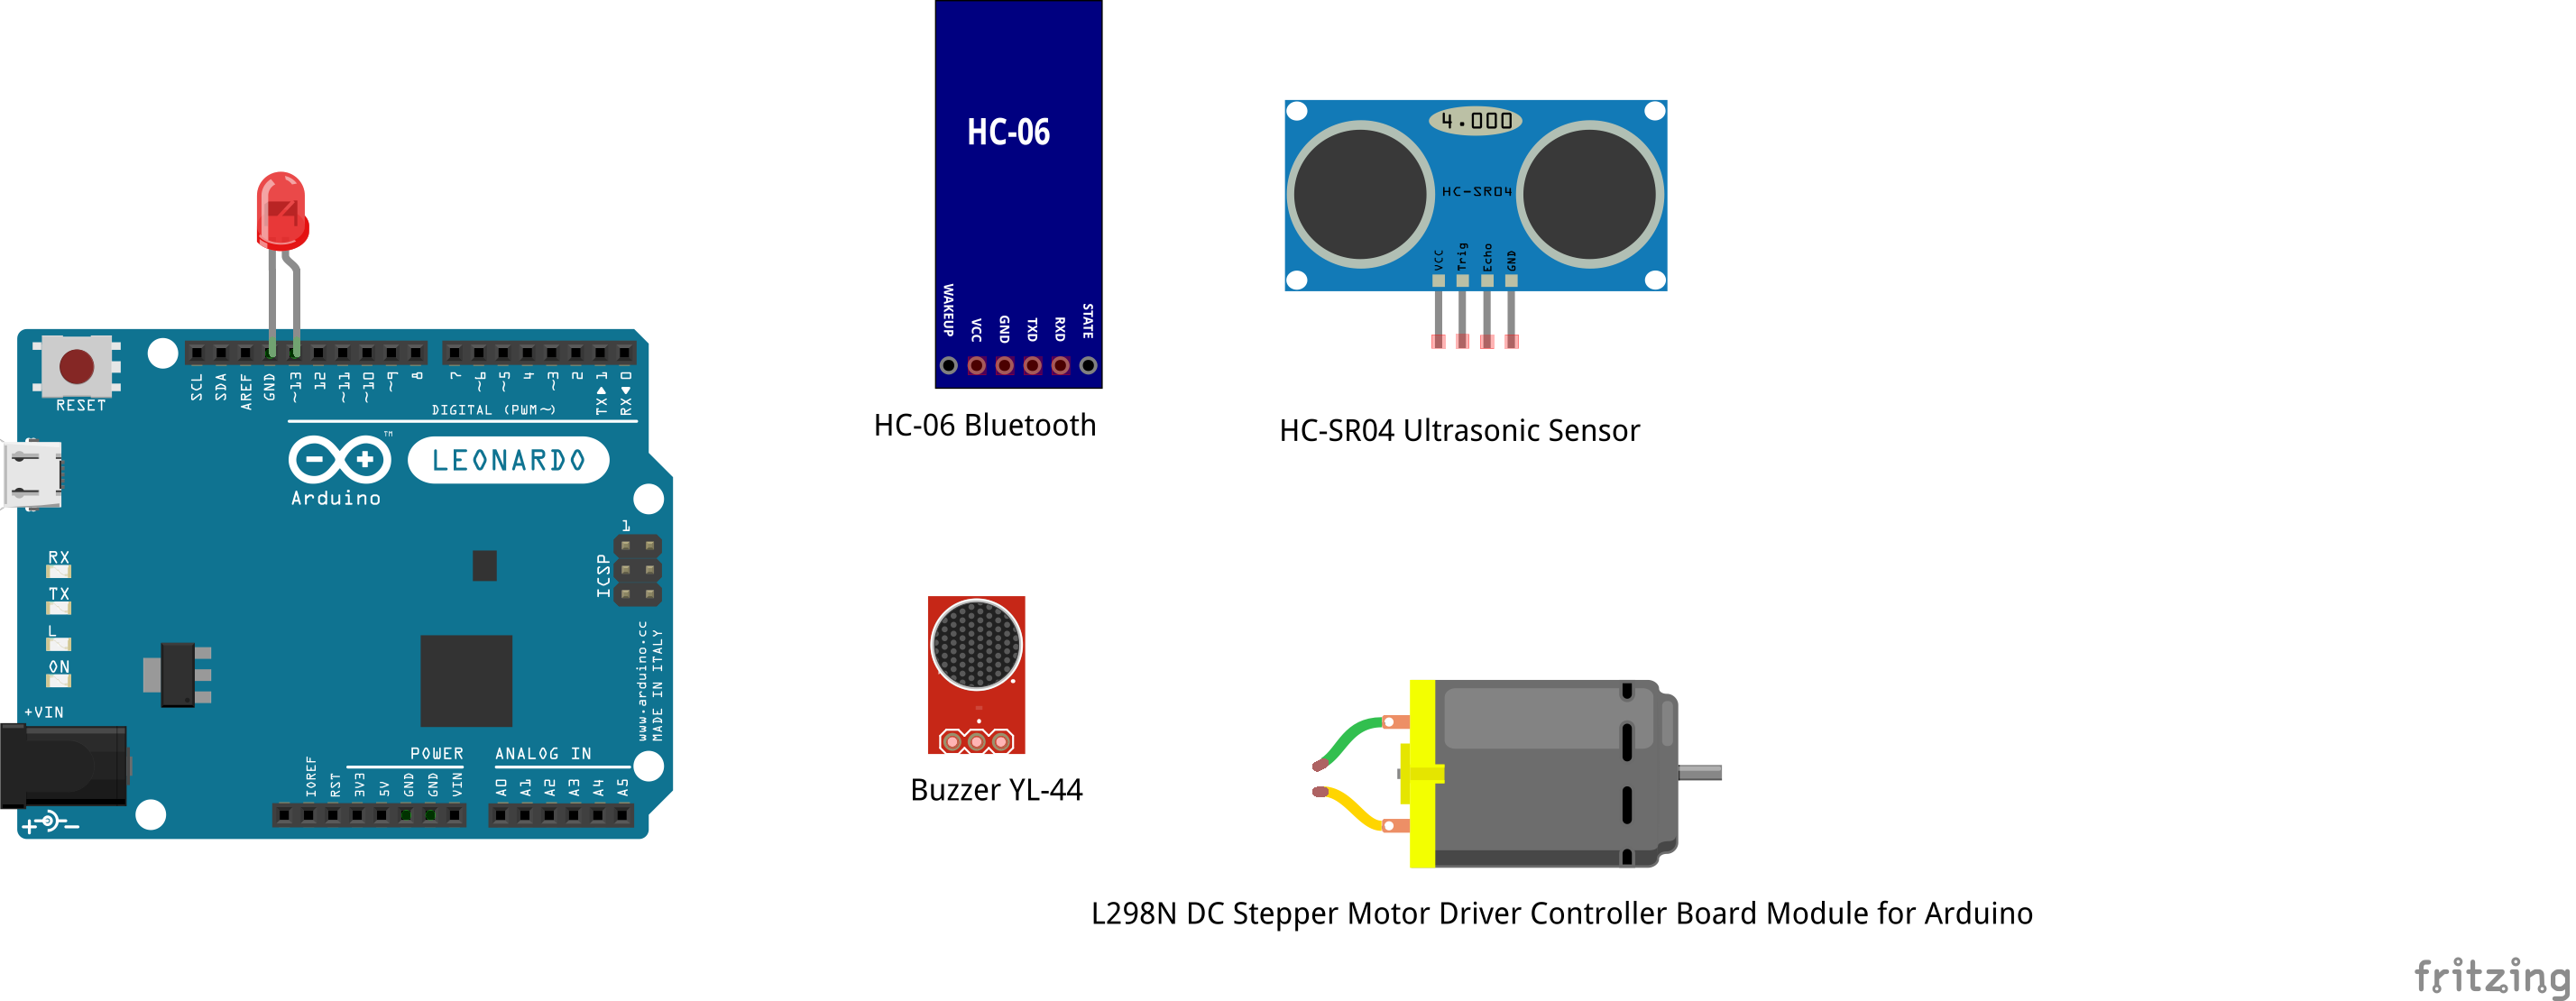 HC-06
WAKEUP
VCC
GND
TXD
RXD
STATE
HC-06 Bluetooth
4.000
HC-SR04
VCC
Trig
Echo
GND
HC-SR04 Ultrasonic Sensor
RESET
SCL
SDA
AREF
GND
~13
12
~11
~10
~9
8
7
~6
~5
4
~3
2
TX▶1
RX◀0
DIGITAL (PWM~)
TM
LEONARDO
Arduino
1
ICSP
RX
TX
L
ON
+VIN
www.arduino.cc
MADE IN ITALY
POWER
ANALOG IN
IOREF
RST
3V3
5V
GND
GND
VIN
A0
A1
A2
A3
A4
A5
Buzzer YL-44
L298N DC Stepper Motor Driver Controller Board Module for Arduino
fritzing